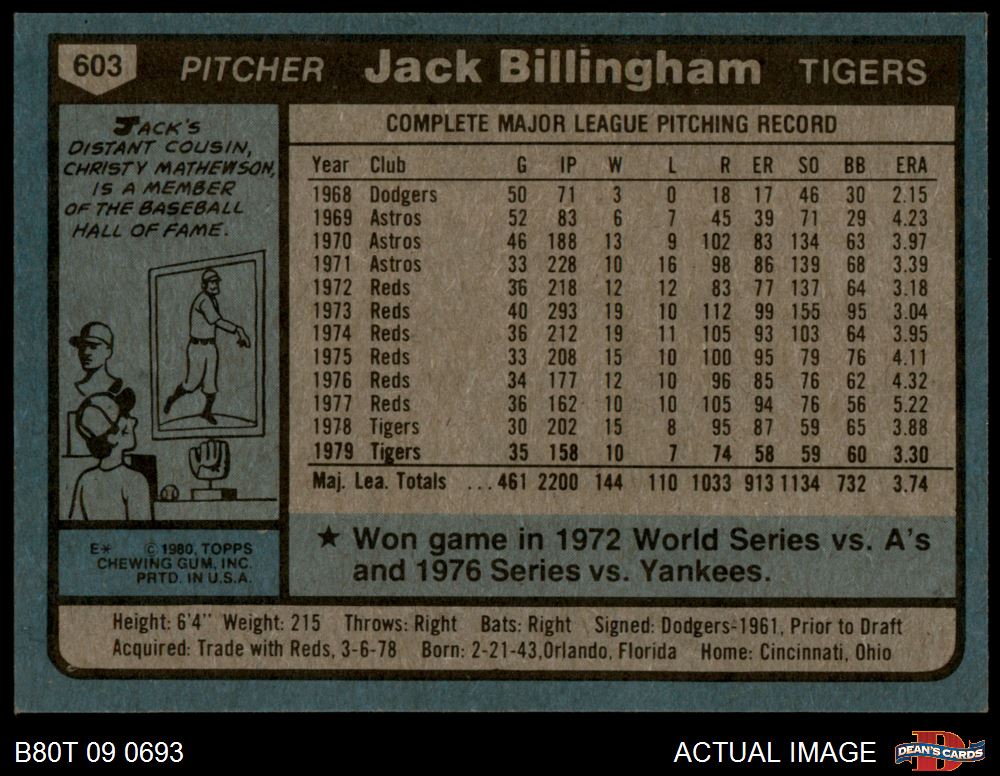 603 PITCHER Jack Billingham TIGERS
JACK'S
DISTANT COUSIN,
CHRISTY MATHEWSON,
IS A MEMBER
OF THE BASEBALL
HALL OF FAME.
COMPLETE MAJOR LEAGUE PITCHING RECORD
Year Club G IP W L R ER SO BB ERA
1968 Dodgers 50 71 3 0 18 17 46 30 2.15
1969 Astros 52 83 6 7 45 39 71 29 4.23
1970 Astros 46 188 13 9 102 83 134 63 3.97
1971 Astros 33 228 10 16 98 86 139 68 3.39
1972 Reds 36 218 12 12 83 77 137 64 3.18
1973 Reds 40 293 19 10 112 99 155 95 3.04
1974 Reds 36 212 19 11 105 93 103 64 3.95
1975 Reds 33 208 15 10 100 95 79 76 4.11
1976 Reds 34 177 12 10 96 85 76 62 4.32
1977 Reds 36 162 10 10 105 94 76 56 5.22
1978 Tigers 30 202 15 8 95 87 59 65 3.88
1979 Tigers 35 158 10 7 74 58 59 60 3.30
Maj. Lea. Totals ...461 2200 144 110 1033 913 1134 732 3.74
★ Won game in 1972 World Series vs. A's
and 1976 Series vs. Yankees.
E* © 1980, TOPPS
CHEWING GUM, INC.
PRTD. IN U.S.A.
Height: 6'4" Weight: 215 Throws: Right Bats: Right Signed: Dodgers-1961, Prior to Draft
Acquired: Trade with Reds, 3-6-78 Born: 2-21-43, Orlando, Florida Home: Cincinnati, Ohio
B80T 09 0693 ACTUAL IMAGE DEAN'S CARDS